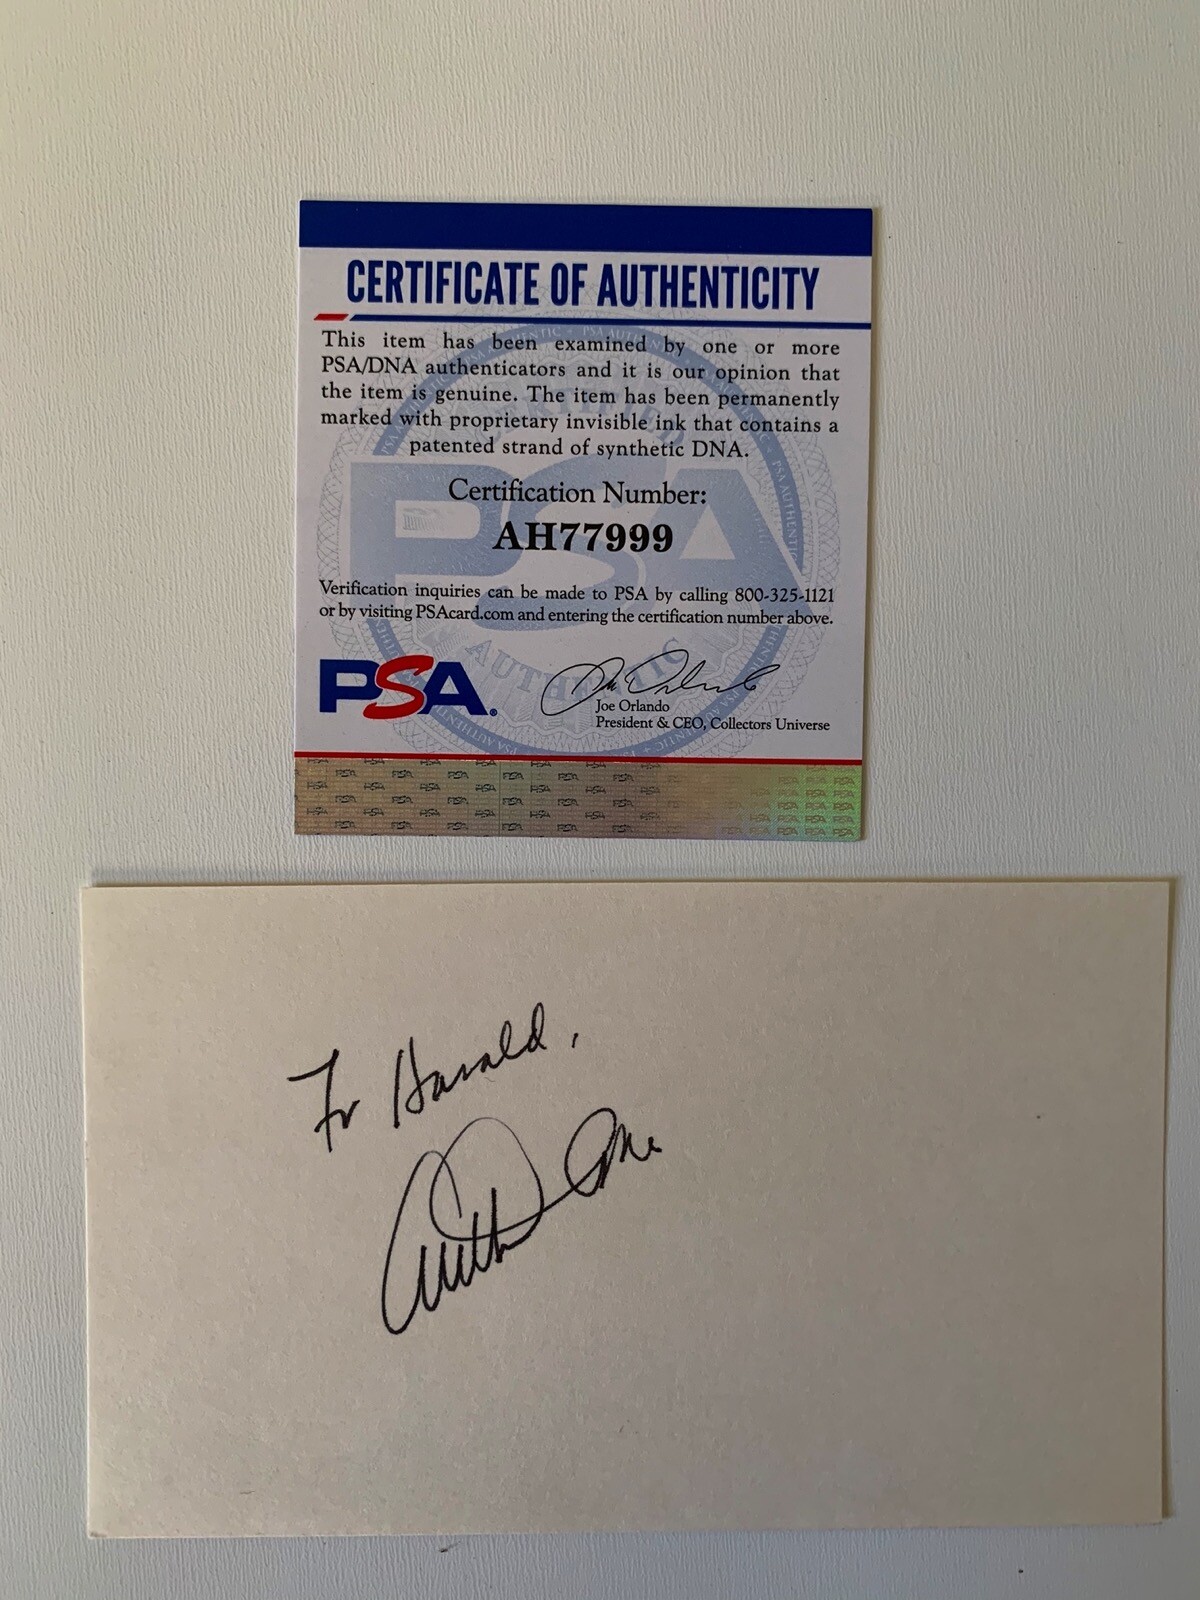 CERTIFICATE OF AUTHENTICITY
This item has been examined by one or more
PSA/DNA authenticators and it is our opinion that
the item is genuine. The item has been permanently
marked with proprietary invisible ink that contains a
patented strand of synthetic DNA.
Certification Number:
AH77999
Verification inquiries can be made to PSA by calling 800-325-1121
or by visiting PSAcard.com and entering the certification number above.
PSA
Joe Orlando
President & CEO, Collectors Universe
Harald,